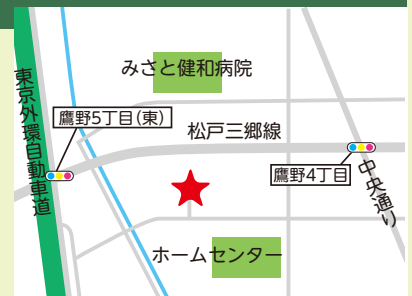 みさと健和病院
東京外環自動車道
鷹野5丁目(東)
松戸三郷線
鷹野4丁目
中央通り
ホームセンター